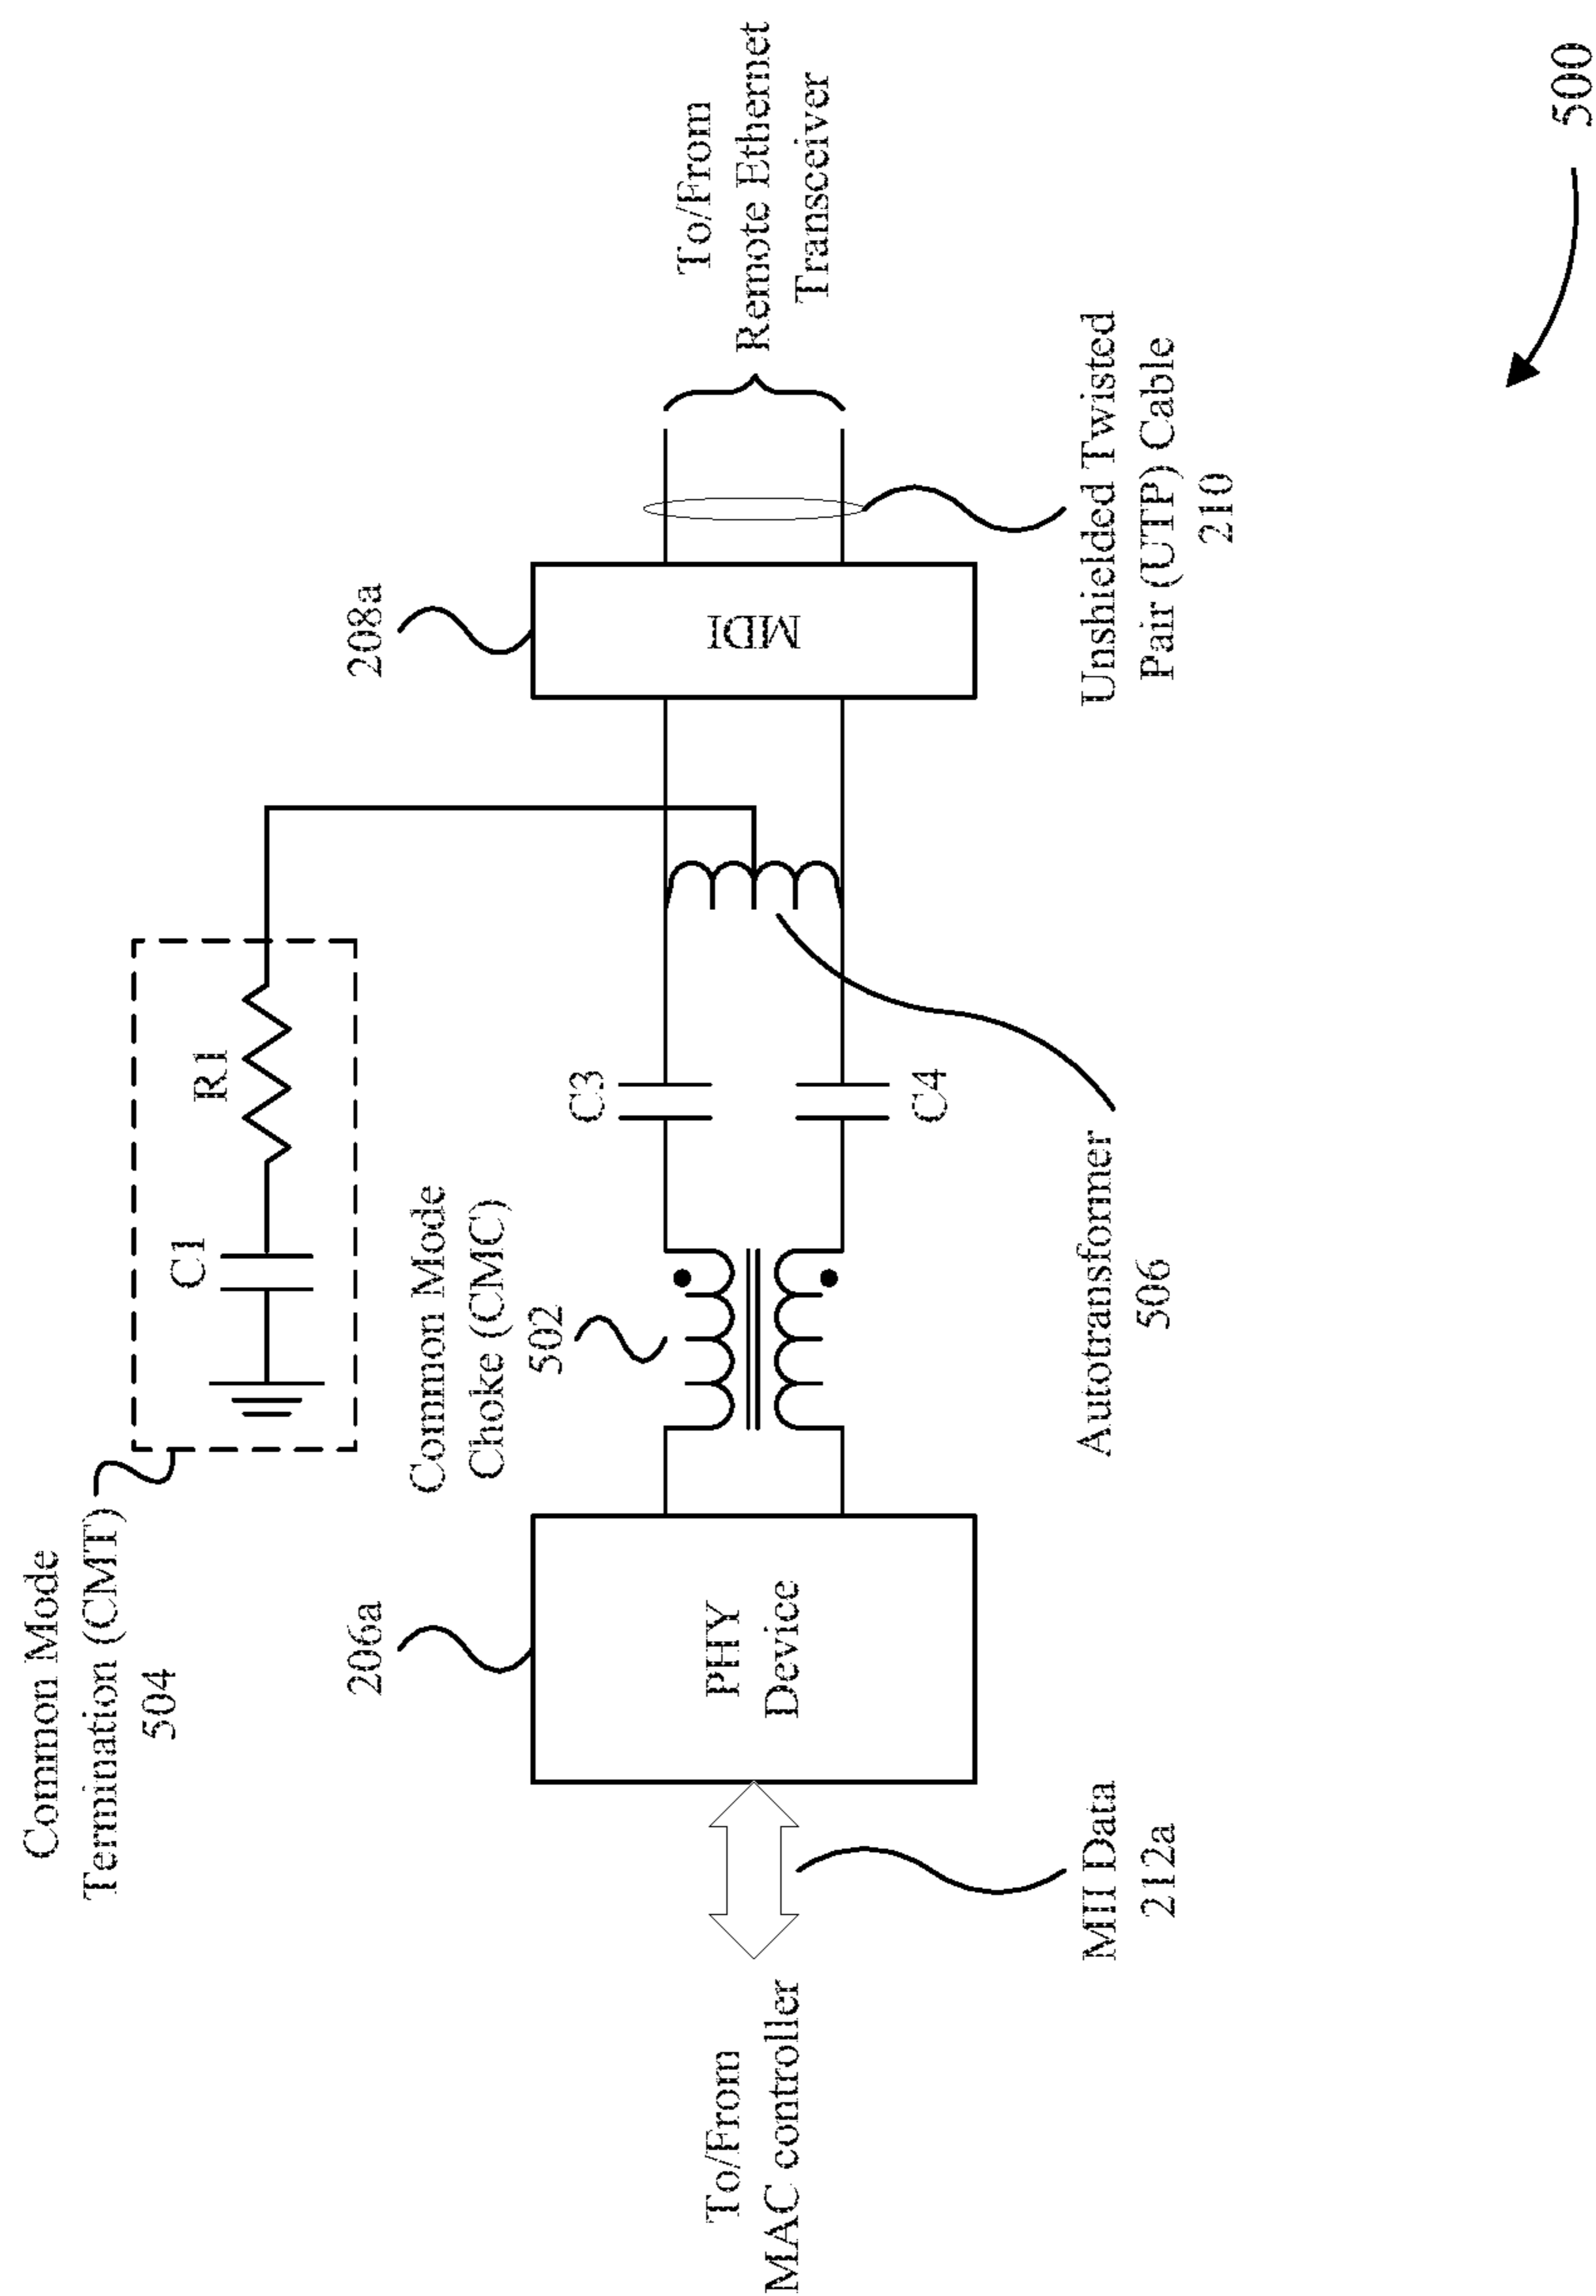 Common Mode
Termination (CMT)
504
C1
R1
Common Mode
Choke (CMC)
502
C3
C4
206a
PHY
Device
208a
MDI
To/From
MAC controller
MII Data
212a
Autotransformer
506
Unshielded Twisted
Pair (UTP) Cable
210
To/From
Remote Ethernet
Transceiver
500